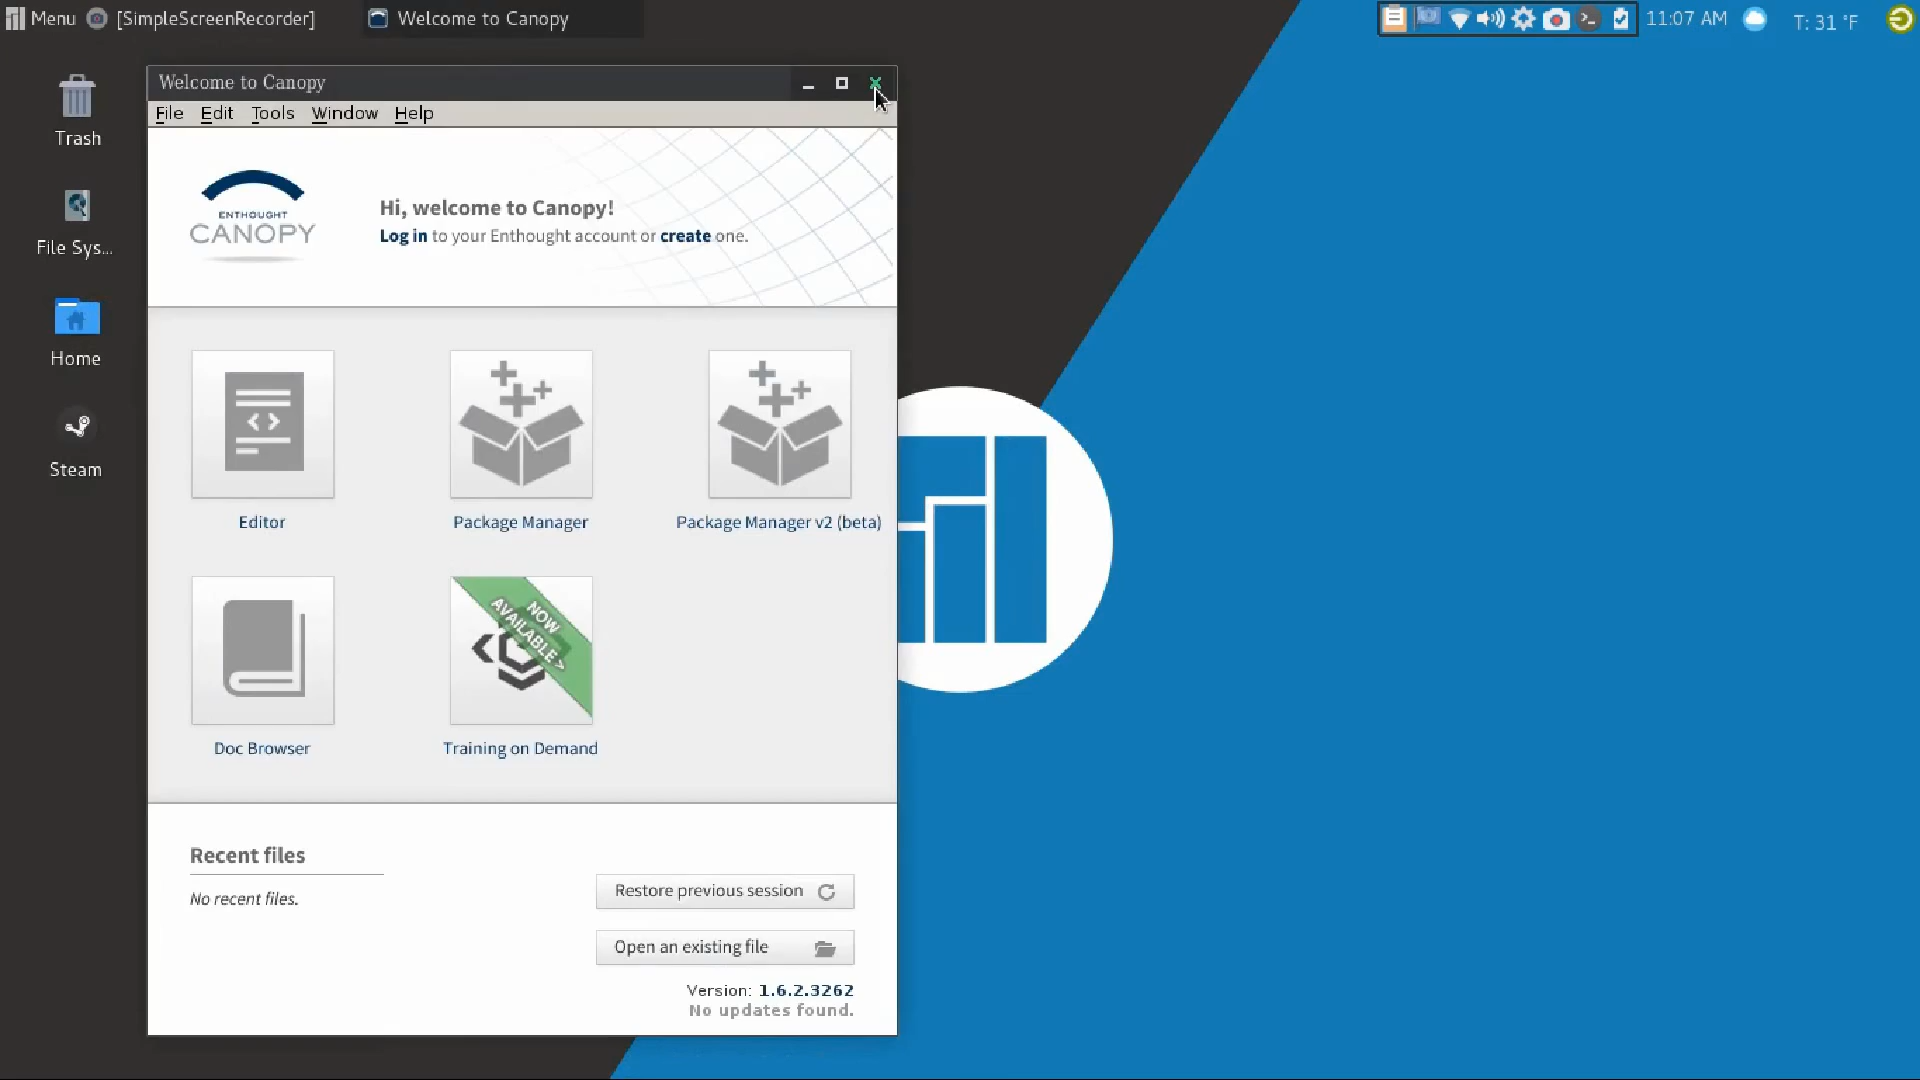 Menu [SimpleScreenRecorder] Welcome to Canopy 11:07 AM T: 31 °F
Trash
File Sys...
Home
Steam
Welcome to Canopy
File Edit Tools Window Help
ENTHOUGHT
CANOPY
Hi, welcome to Canopy!
Log in to your Enthought account or create one.
Editor
Package Manager
Package Manager v2 (beta)
Doc Browser
NOW
AVAILABLE >
Training on Demand
Recent files
No recent files.
Restore previous session
Open an existing file
Version: 1.6.2.3262
No updates found.